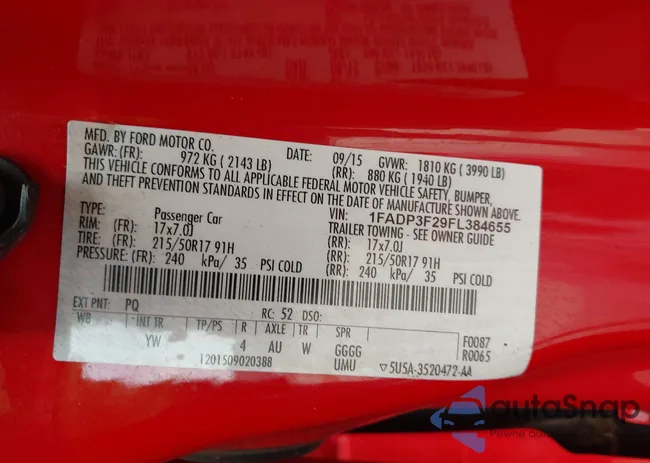 MFD. BY FORD MOTOR CO. DATE: 09/15 GVWR: 1810 KG ( 3990 LB)
GAWR: (FR): 972 KG ( 2143 LB) (RR): 880 KG ( 1940 LB)
THIS VEHICLE CONFORMS TO ALL APPLICABLE FEDERAL MOTOR VEHICLE SAFETY, BUMPER,
AND THEFT PREVENTION STANDARDS IN EFFECT ON THE DATE OF MANUFACTURE SHOWN ABOVE.
VIN: 1FADP3F29FL384655
TYPE: Passenger Car TRAILER TOWING - SEE OWNER GUIDE
RIM: (FR): 17x7.0J (RR): 17x7.0J
TIRE: (FR): 215/50R17 91H (RR): 215/50R17 91H
PRESSURE: (FR): 240 kPa/ 35 PSI COLD (RR): 240 kPa/ 35 PSI COLD
EXT PNT: PQ RC: 52 DSO:
WB INT TR TP/PS R AXLE TR SPR F0087
YW 4 AU W GGGG R0065
1201509020388 UMU ▽5U5A-3520472-AA
autoSnap